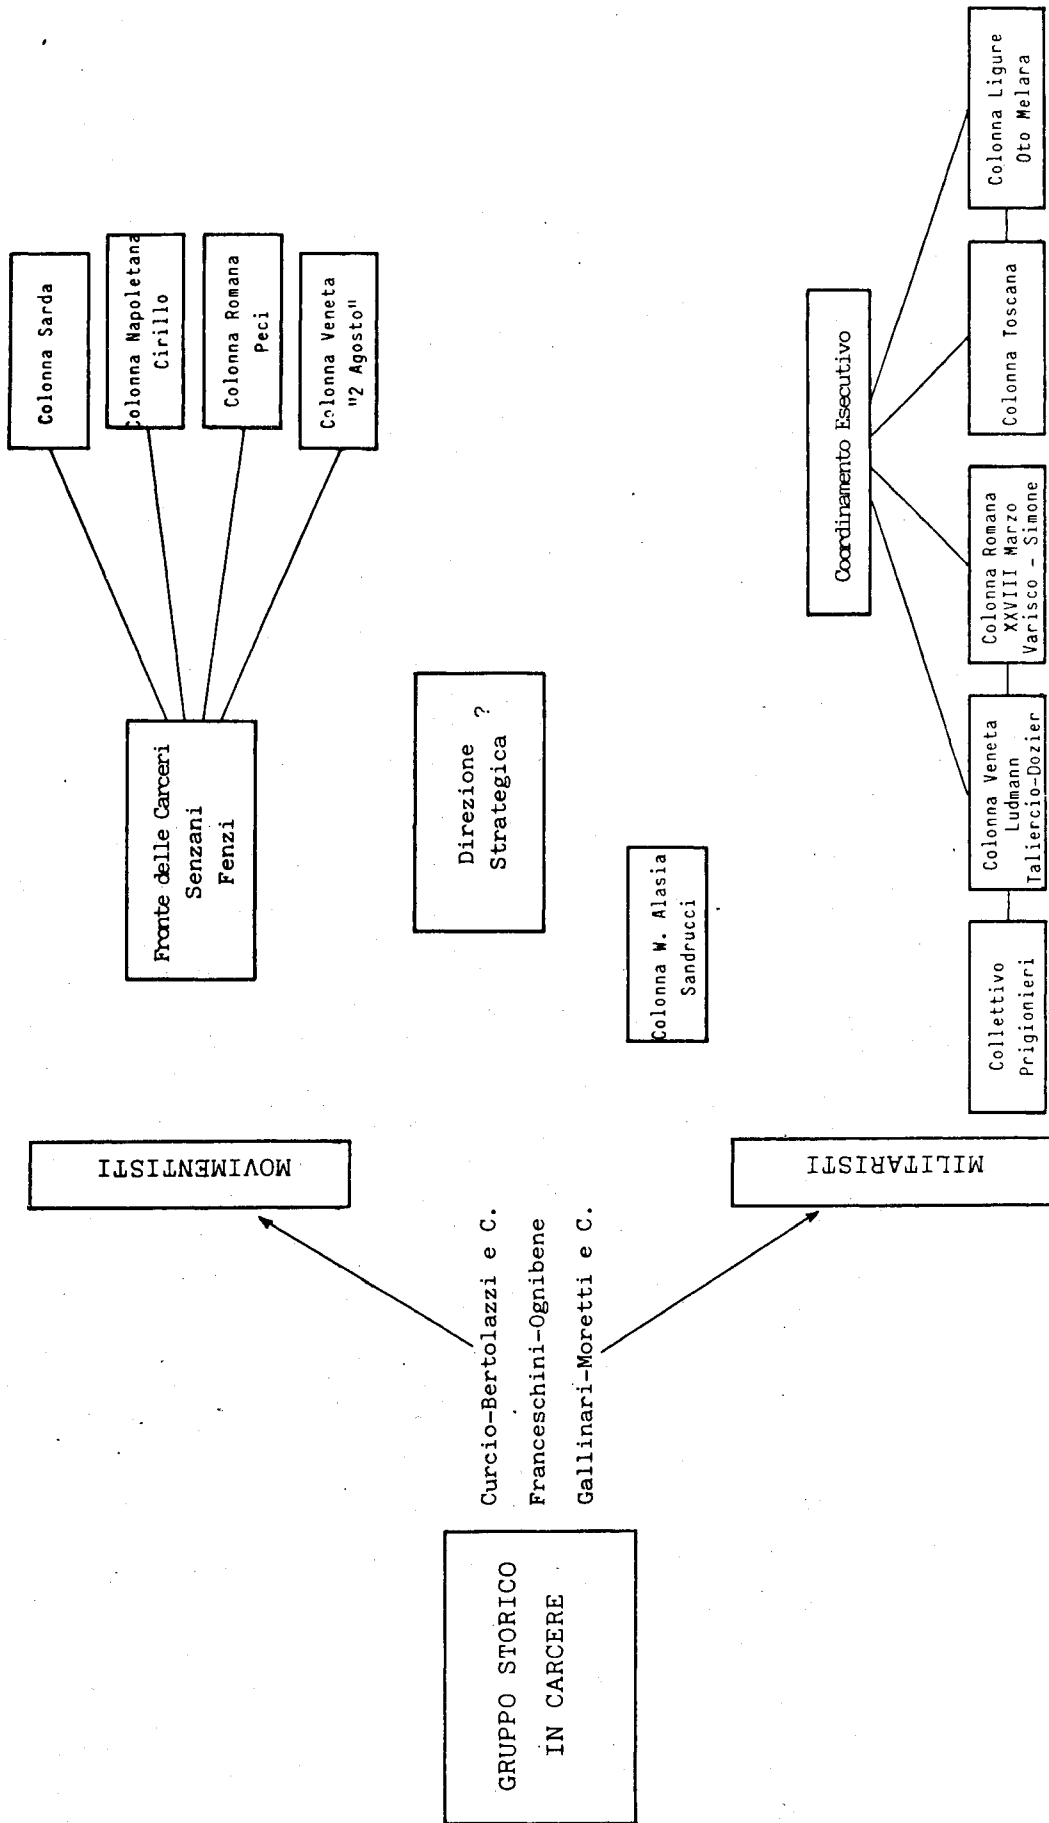 GRUPPO STORICO
IN CARCERE
Curcio-Bertolazzi e C.
Franceschini-Ognibene
Gallinari-Moretti e C.
MOVIMENTISTI
MILITARISTI
Fronte delle Carceri
Senzani
Fenzi
Colonna Sarda
Colonna Napoletana
Cirillo
Colonna Romana
Peci
Colonna Veneta
"2 Agosto"
Direzione ?
Strategica
Colonna W. Alasia
Sandrucci
Coordinamento Esecutivo
Collettivo
Prigionieri
Colonna Veneta
Ludmann
Taliercio-Dozier
Colonna Romana
XXVIII Marzo
Varisco - Simone
Colonna Toscana
Colonna Ligure
Oto Melara